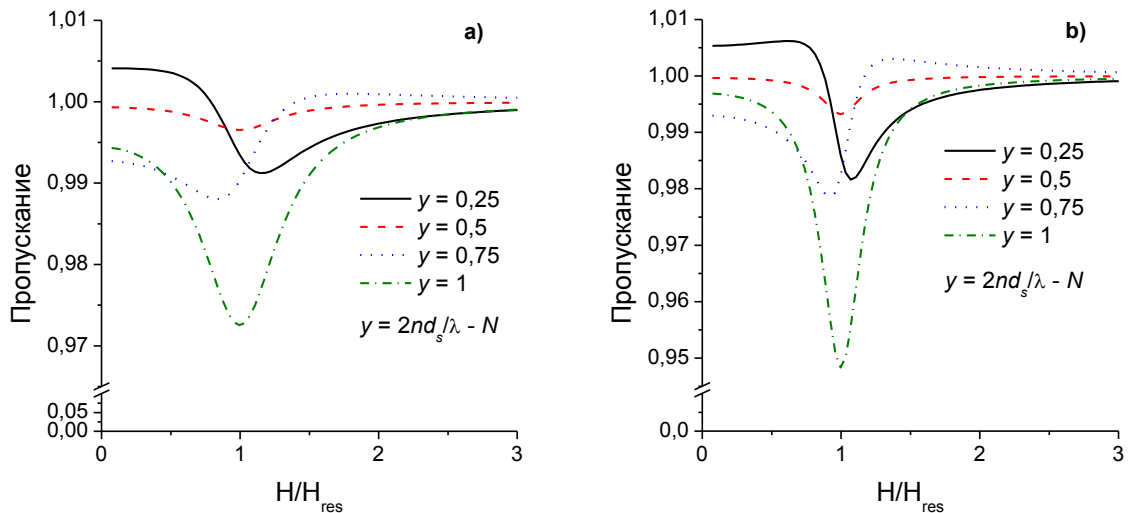 1,01
1,00
0,99
0,98
0,97
0,05
0,00
0
1
2
3
Пропускание
H/H_res
a)
y = 0,25
y = 0,5
y = 0,75
y = 1
y = 2nd_s/λ - N
1,01
1,00
0,99
0,98
0,97
0,96
0,95
0,0
0
1
2
3
Пропускание
H/H_res
b)
y = 0,25
y = 0,5
y = 0,75
y = 1
y = 2nd_s/λ - N